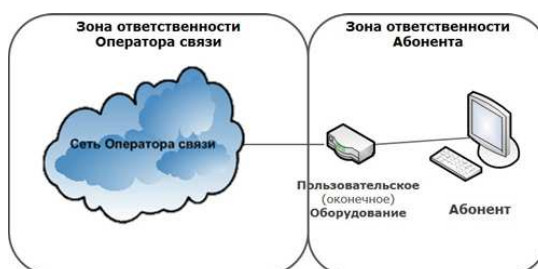 Зона ответственности
Оператора связи
Зона ответственности
Абонента
Сеть Оператора связи
Пользовательское
(оконечное)
Оборудование
Абонент